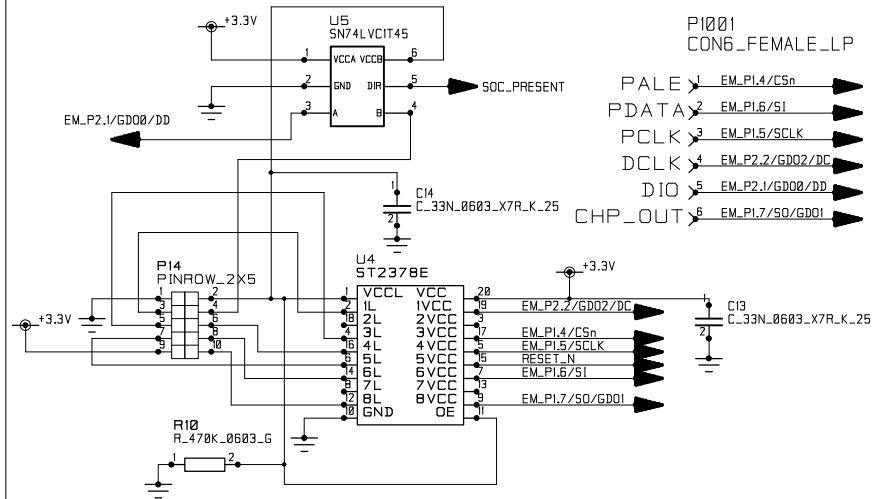 +3.3V
U5
SN74LVC1T45
1 VCCA VCCB 6
2 GND DIR 5 SOC_PRESENT
3 A B 4
EM_P2.1/GDO0/DD
P1001
CON6_FEMALE_LP
PALE 1 EM_P1.4/CSn
PDATA 2 EM_P1.6/SI
PCLK 3 EM_P1.5/SCLK
DCLK 4 EM_P2.2/GDO2/DC
DIO 5 EM_P2.1/GDO0/DD
CHP_OUT 6 EM_P1.7/SO/GDO1
1
C14
C_33N_0603_X7R_K_25
2
P14
PINROW_2X5
1 2
3 4
5 6
7 8
9 10
+3.3V
U4
ST2378E
+3.3V
1 VCCL VCC 20
2 1L 1VCC 19 EM_P2.2/GDO2/DC
18 2L 2VCC 3
4 3L 3VCC 17 EM_P1.4/CSn
16 4L 4VCC 5 EM_P1.5/SCLK
6 5L 5VCC 15 RESET_N
14 6L 6VCC 7 EM_P1.6/SI
8 7L 7VCC 13
12 8L 8VCC 9 EM_P1.7/SO/GDO1
10 GND OE 11
1
C13
C_33N_0603_X7R_K_25
2
R10
R_470K_0603_G
1 2